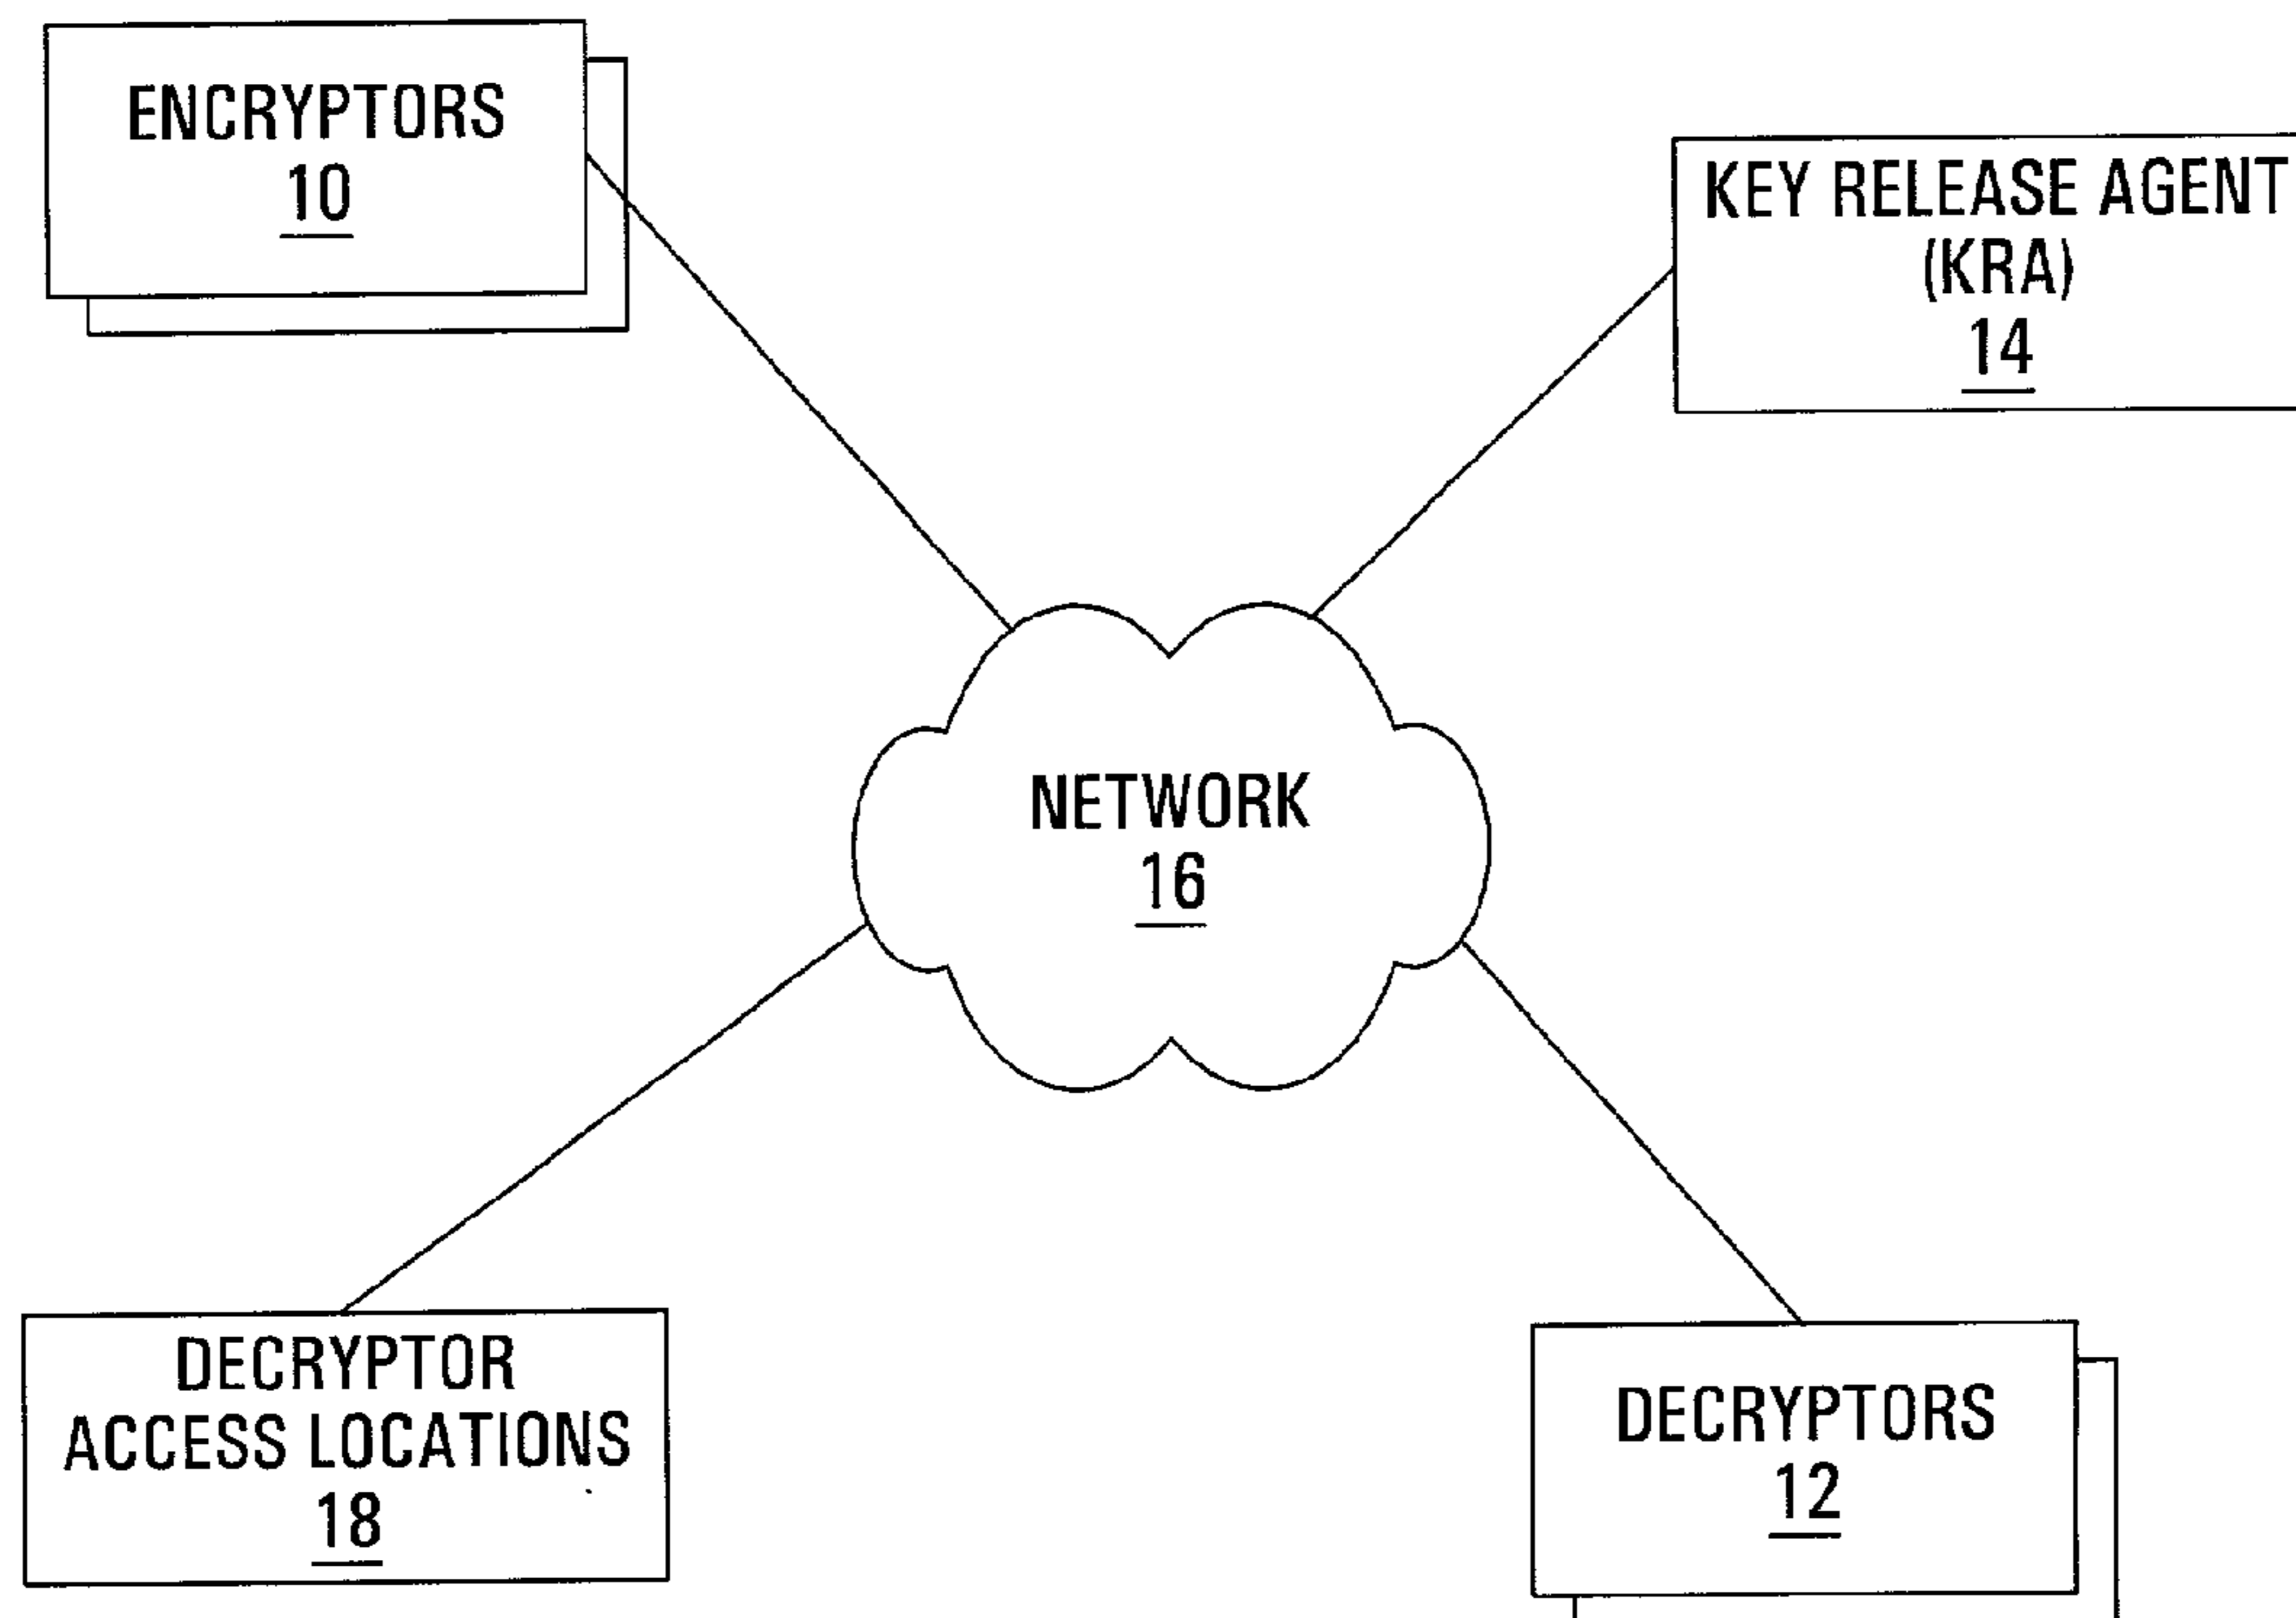 ENCRYPTORS
10
KEY RELEASE AGENT
(KRA)
14
NETWORK
16
DECRYPTOR
ACCESS LOCATIONS
18
DECRYPTORS
12